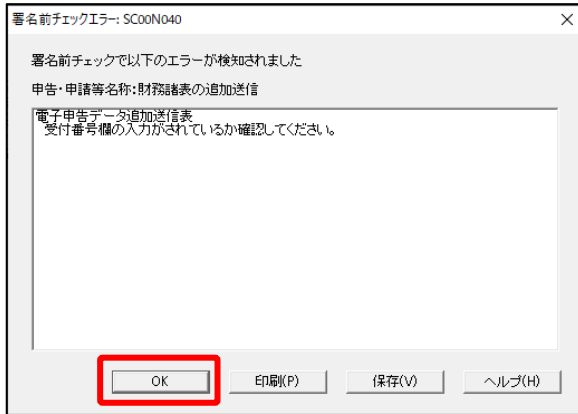 署名前チェックエラー: SC00N040
署名前チェックで以下のエラーが検知されました
申告・申請等名称:財務諸表の追加送信
電子申告データ追加送信表
受付番号欄の入力がされているか確認してください。
OK
印刷(P)
保存(V)
ヘルプ(H)